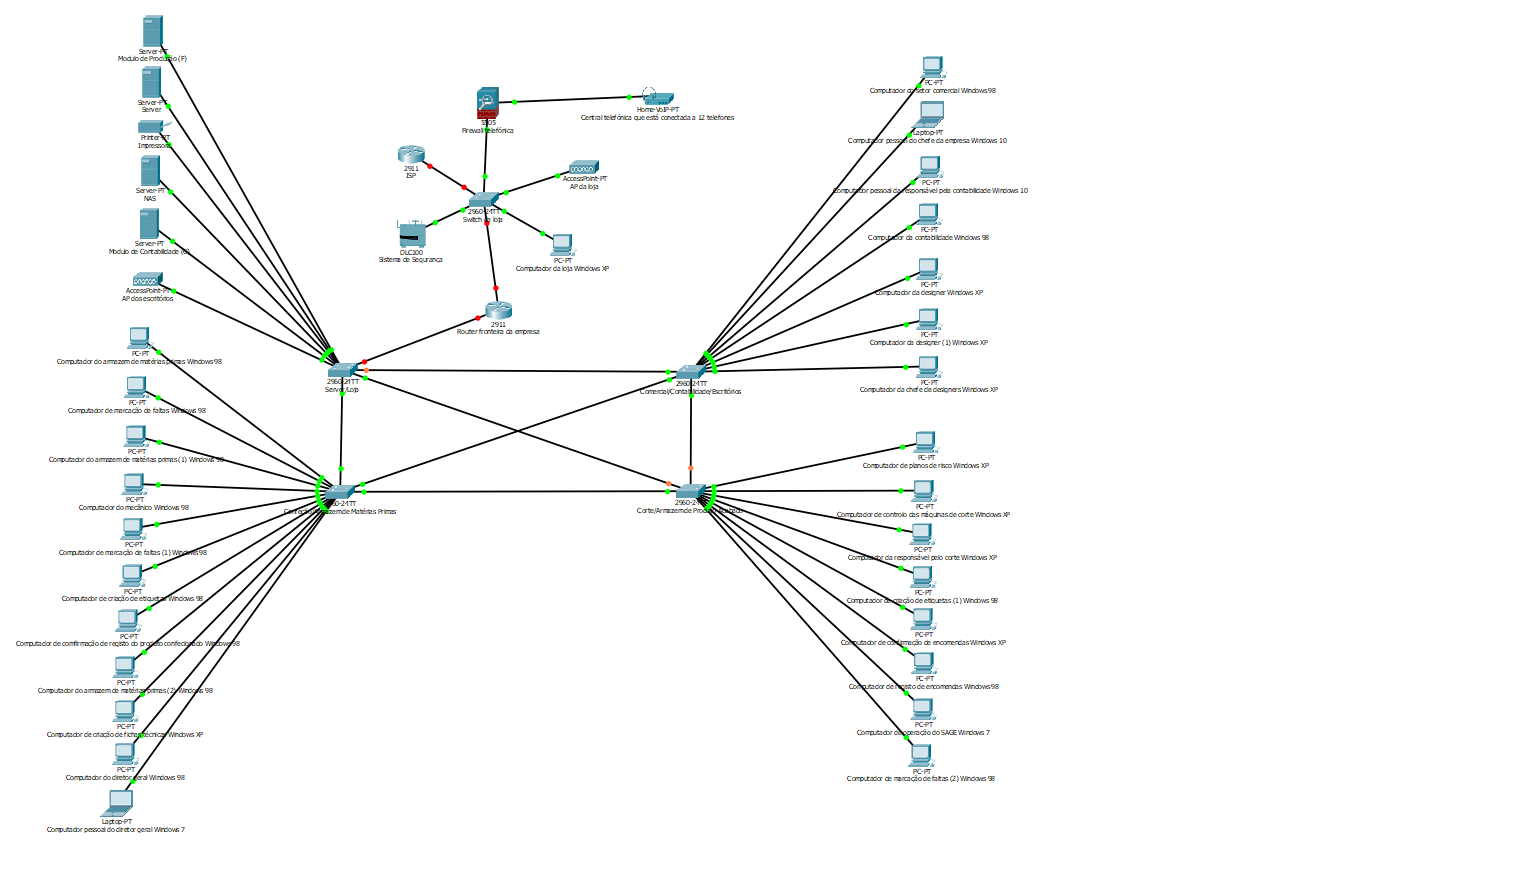 Server-PT
Modulo de Produção (F)
Server-PT
Server
Printer-PT
Impressora
Server-PT
NAS
Server-PT
Modulo de Contabilidade (C)
AccessPoint-PT
AP dos escritórios
PC-PT
Computador do armazem de matérias primas Windows 98
PC-PT
Computador de marcação de faltas Windows 98
PC-PT
Computador do armazem de matérias primas (1) Windows 98
PC-PT
Computador do mecânico Windows 98
PC-PT
Computador de marcação de faltas (1) Windows 98
PC-PT
Computador de criação de etiquetas Windows 98
PC-PT
Computador de comfirmação de registo do produto confecionado Windows 98
PC-PT
Computador do armazem de matérias primas (2) Windows 98
PC-PT
Computador de criação de fichas técnicas Windows XP
PC-PT
Computador do diretor geral Windows 98
Laptop-PT
Computador pessoal do diretor geral Windows 7
5505
Firewall telefónica
Home-VoIP-PT
Central telefónica que está conectada a 12 telefones
2911
ISP
AccessPoint-PT
AP da loja
2960-24TT
Switch da loja
DLC100
Sistema de Segurança
PC-PT
Computador da loja Windows XP
2911
Router fronteira da empresa
2960-24TT
Server/Loja
2960-24TT
Comercial/Contabilidade/Escritórios
2960-24TT
de Matérias Primas
2960-24TT
Corte/Armazem de
PC-PT
Computador do setor comercial Windows 98
Laptop-PT
Computador pessoal do chefe da empresa Windows 10
PC-PT
Computador pessoal da responsável pela contabilidade Windows 10
PC-PT
Computador da contabilidade Windows 98
PC-PT
Computador da designer Windows XP
PC-PT
Computador da designer (1) Windows XP
PC-PT
Computador da chefe de designers Windows XP
PC-PT
Computador de planos de risco Windows XP
PC-PT
Computador de controlo das máquinas de corte Windows XP
PC-PT
Computador da responsável pelo corte Windows XP
PC-PT
Computador de criação de etiquetas (1) Windows 98
PC-PT
Computador de confirmação de encomendas Windows XP
PC-PT
Computador de registo de encomendas Windows 98
PC-PT
Computador de operação do SAGE Windows 7
PC-PT
Computador de marcação de faltas (2) Windows 98